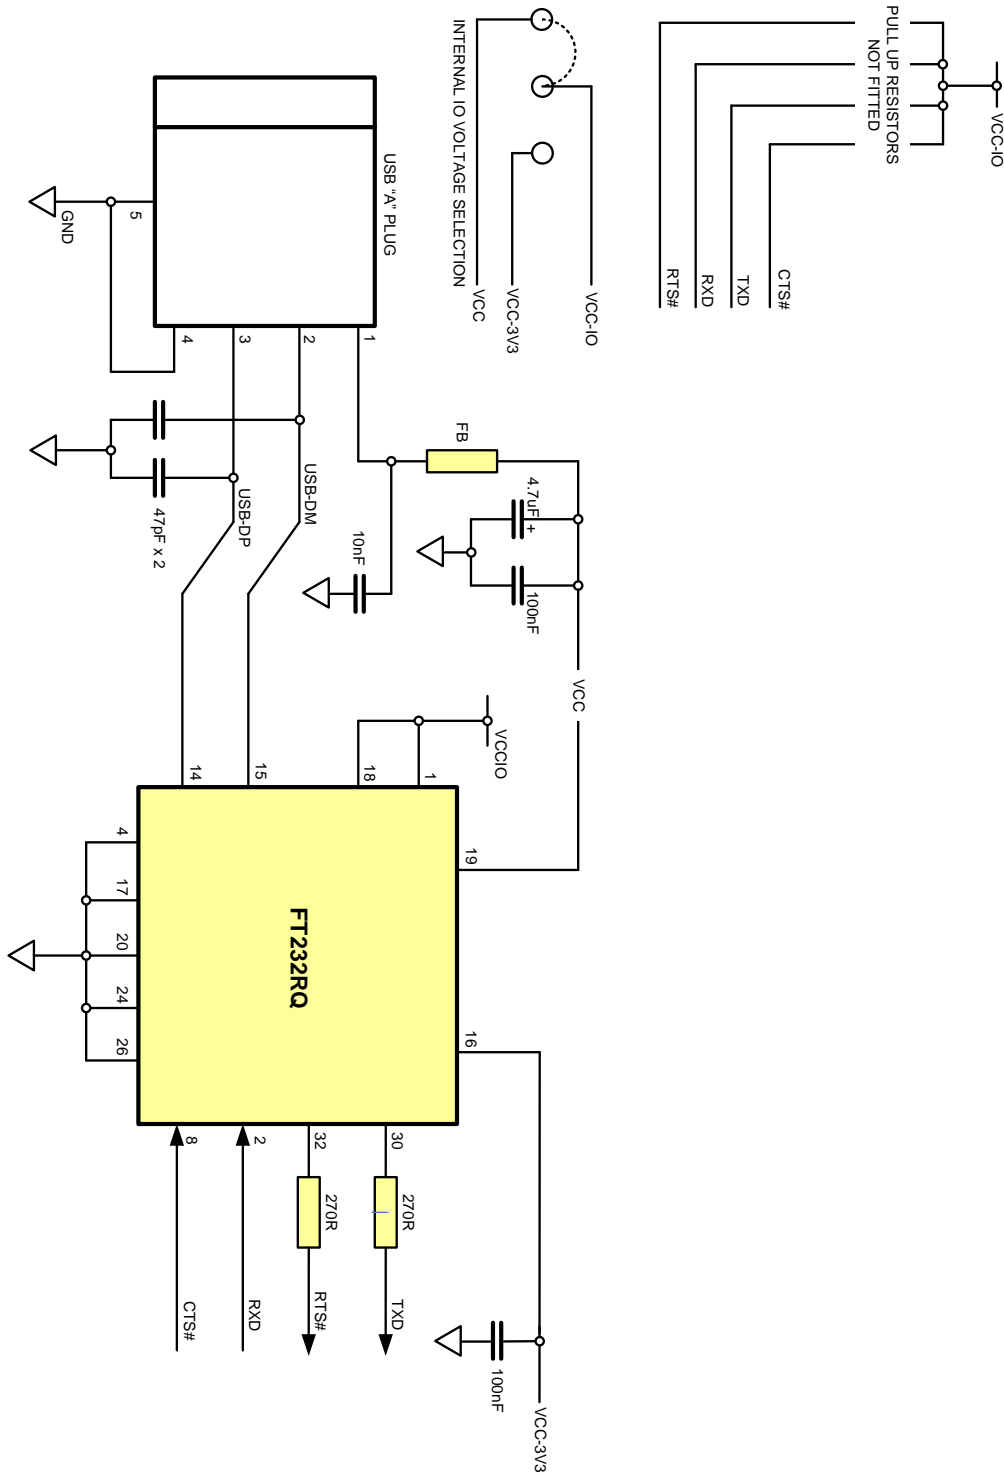 PULL UP RESISTORS
NOT FITTED
VCC-IO
CTS#
TXD
RXD
RTS#
INTERNAL IO VOLTAGE SELECTION
VCC-IO
VCC-3V3
VCC
USB "A" PLUG
5
GND
1
2
3
4
FB
4.7uF +
100nF
10nF
USB-DM
USB-DP
47pF x 2
VCC
VCCIO
1
18
15
14
19
16
FT232RQ
4
17
20
24
26
30
32
2
8
270R
270R
TXD
RTS#
RXD
CTS#
100nF
VCC-3V3